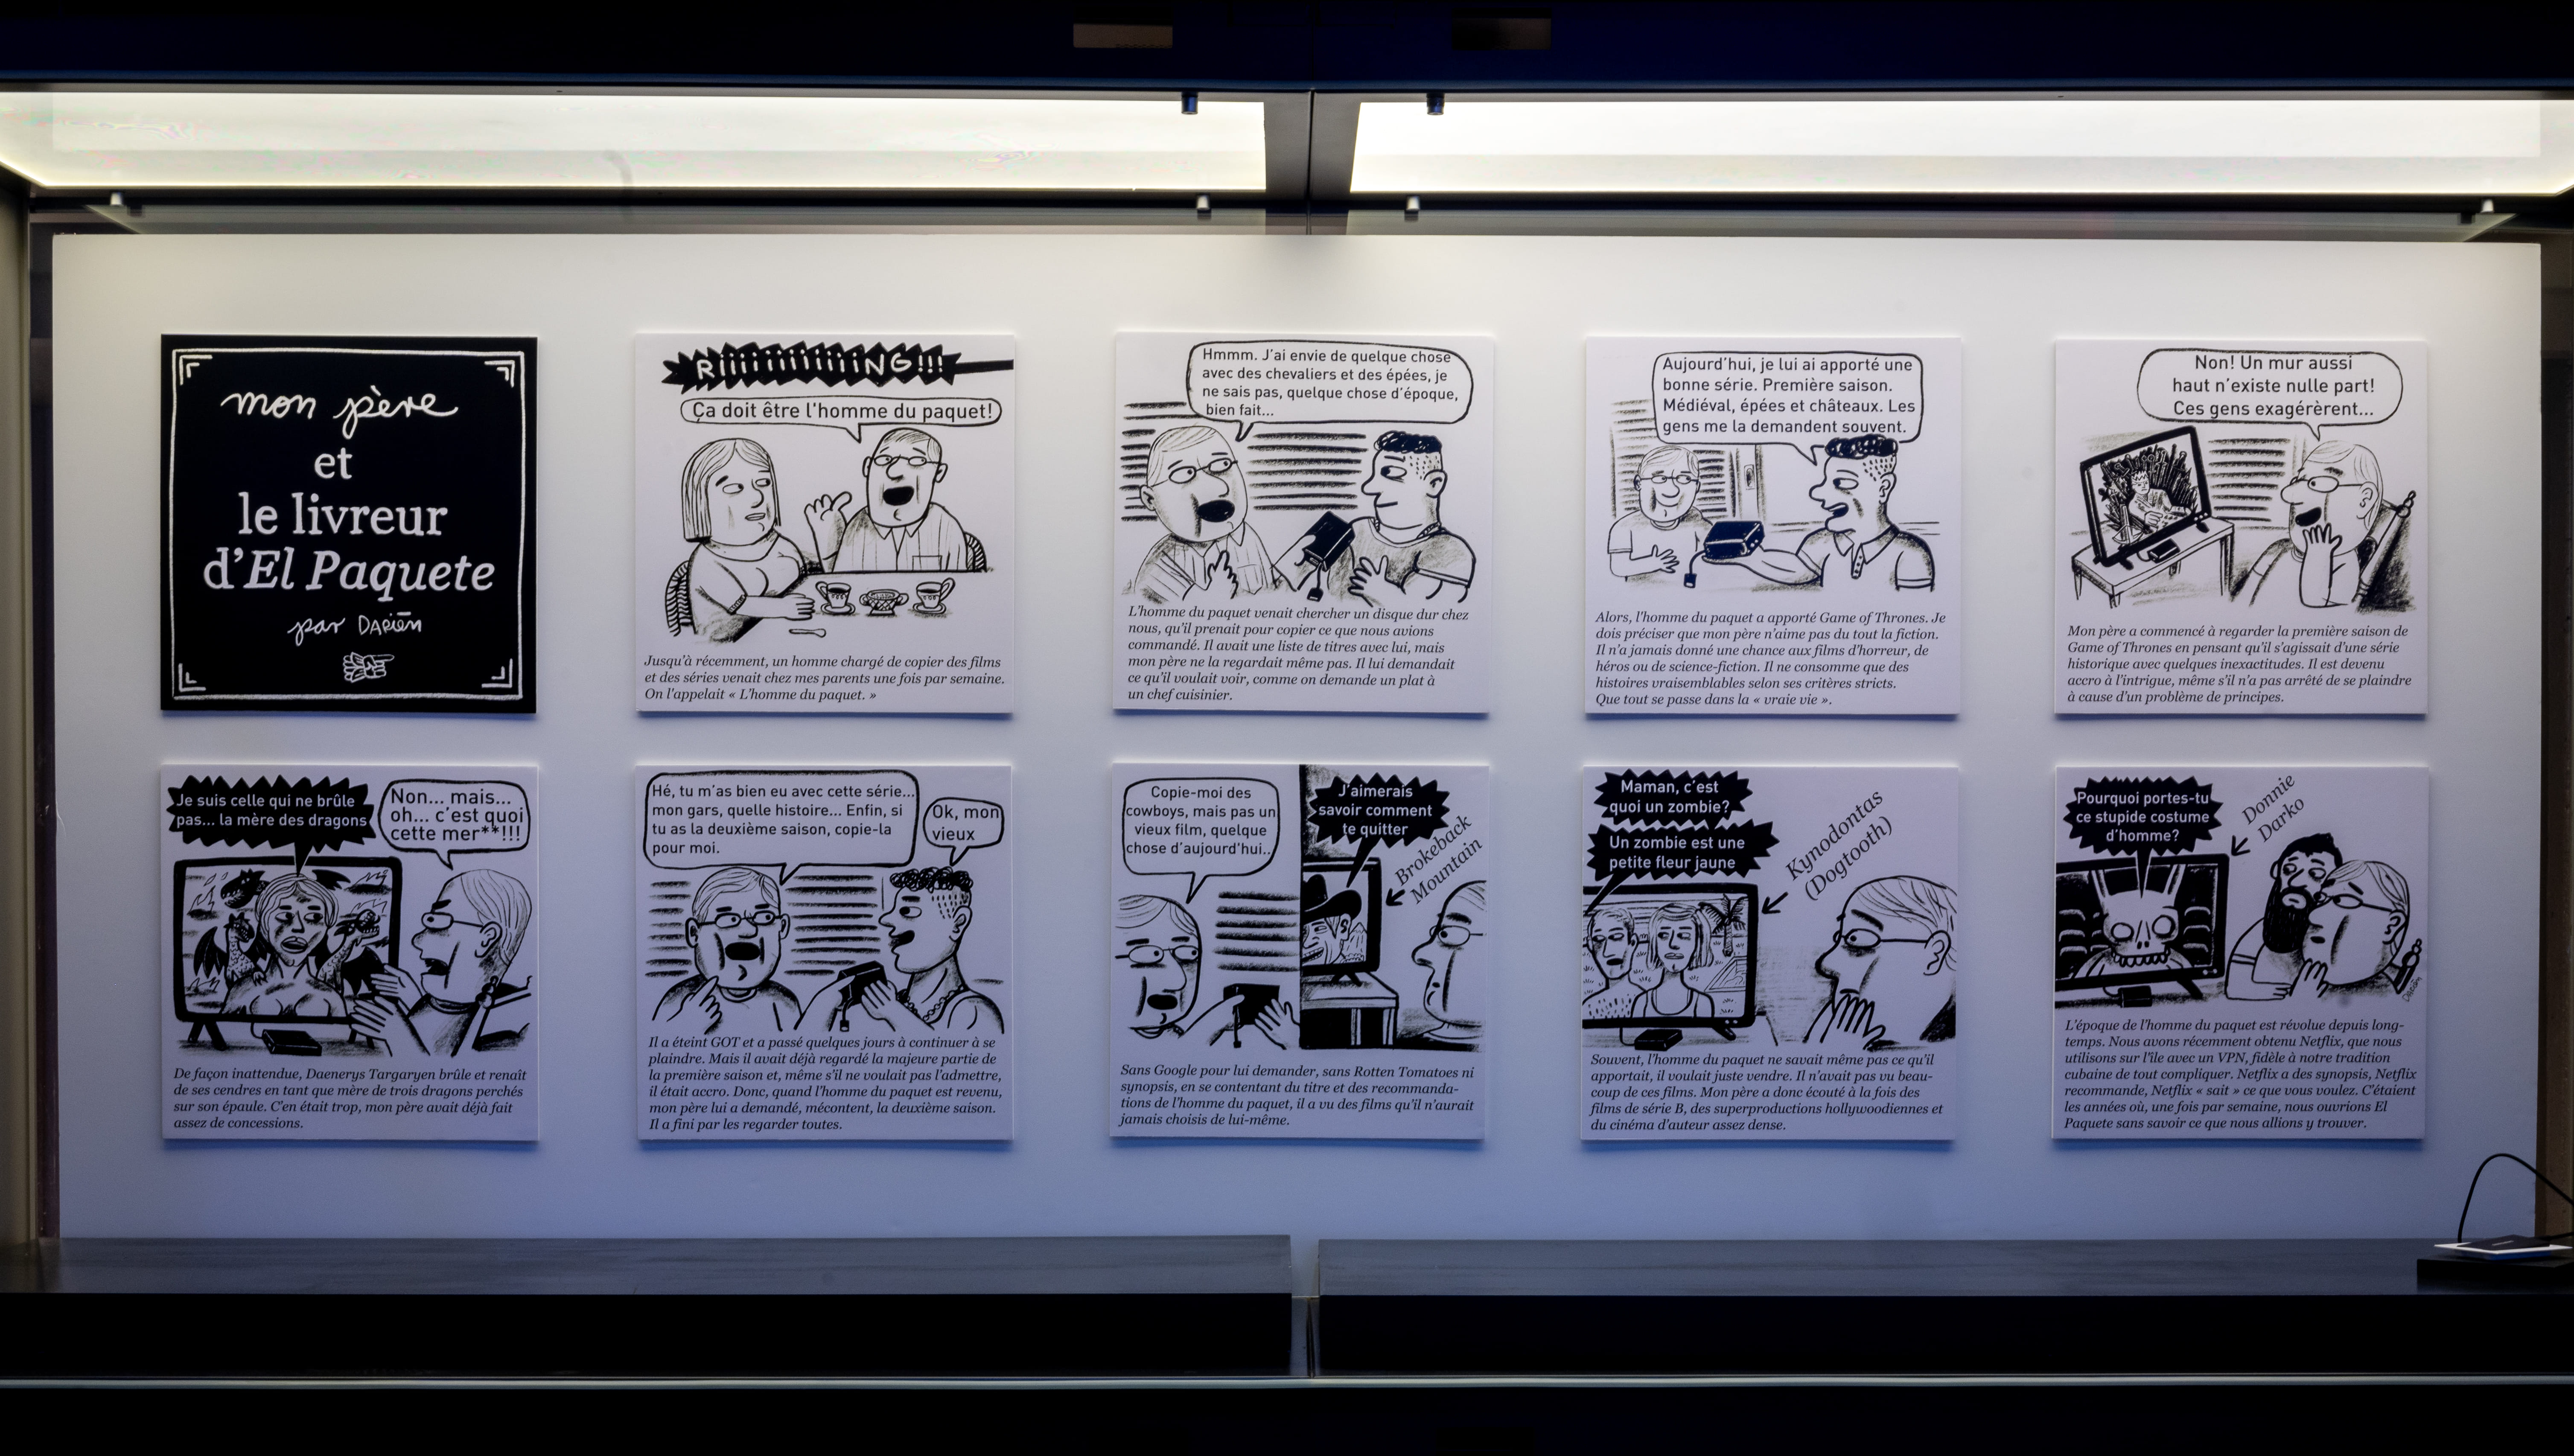 mon père
et
le livreur
d'El Paquete
par DARIÉN
RiiiiiiiiiiiiiNG!!!
Ça doit être l'homme du paquet!
Jusqu'à récemment, un homme chargé de copier des films
et des séries venait chez mes parents une fois par semaine.
On l'appelait « L'homme du paquet. »
Hmmm. J'ai envie de quelque chose
avec des chevaliers et des épées, je
ne sais pas, quelque chose d'époque,
bien fait...
L'homme du paquet venait chercher un disque dur chez
nous, qu'il prenait pour copier ce que nous avions
commandé. Il avait une liste de titres avec lui, mais
mon père ne la regardait même pas. Il lui demandait
ce qu'il voulait voir, comme on demande un plat à
un chef cuisinier.
Aujourd'hui, je lui ai apporté une
bonne série. Première saison.
Médiéval, épées et châteaux. Les
gens me la demandent souvent.
Alors, l'homme du paquet a apporté Game of Thrones. Je
dois préciser que mon père n'aime pas du tout la fiction.
Il n'a jamais donné une chance aux films d'horreur, de
héros ou de science-fiction. Il ne consomme que des
histoires vraisemblables selon ses critères stricts.
Que tout se passe dans la « vraie vie ».
Non! Un mur aussi
haut n'existe nulle part!
Ces gens exagérèrent...
Mon père a commencé à regarder la première saison de
Game of Thrones en pensant qu'il s'agissait d'une série
historique avec quelques inexactitudes. Il est devenu
accro à l'intrigue, même s'il n'a pas arrêté de se plaindre
à cause d'un problème de principes.
Je suis celle qui ne brûle
pas... la mère des dragons
Non... mais...
oh... c'est quoi
cette mer**!!!
De façon inattendue, Daenerys Targaryen brûle et renaît
de ses cendres en tant que mère de trois dragons perchés
sur son épaule. C'en était trop, mon père avait déjà fait
assez de concessions.
Hé, tu m'as bien eu avec cette série...
mon gars, quelle histoire... Enfin, si
tu as la deuxième saison, copie-la
pour moi.
Ok, mon
vieux
Il a éteint GOT et a passé quelques jours à continuer à se
plaindre. Mais il avait déjà regardé la majeure partie de
la première saison et, même s'il ne voulait pas l'admettre,
il était accro. Donc, quand l'homme du paquet est revenu,
mon père lui a demandé, mécontent, la deuxième saison.
Il a fini par les regarder toutes.
Copie-moi des
cowboys, mais pas un
vieux film, quelque
chose d'aujourd'hui..
J'aimerais
savoir comment
te quitter
Brokeback
Mountain
Sans Google pour lui demander, sans Rotten Tomatoes ni
synopsis, en se contentant du titre et des recommanda-
tions de l'homme du paquet, il a vu des films qu'il n'aurait
jamais choisis de lui-même.
Maman, c'est
quoi un zombie?
Un zombie est une
petite fleur jaune
Kynodontas
(Dogtooth)
Souvent, l'homme du paquet ne savait même pas ce qu'il
apportait, il voulait juste vendre. Il n'avait pas vu beau-
coup de ces films. Mon père a donc écouté à la fois des
films de série B, des superproductions hollywoodiennes et
du cinéma d'auteur assez dense.
Pourquoi portes-tu
ce stupide costume
d'homme?
Donnie
Darko
Darién
L'époque de l'homme du paquet est révolue depuis long-
temps. Nous avons récemment obtenu Netflix, que nous
utilisons sur l'île avec un VPN, fidèle à notre tradition
cubaine de tout compliquer. Netflix a des synopsis, Netflix
recommande, Netflix « sait » ce que vous voulez. C'étaient
les années où, une fois par semaine, nous ouvrions El
Paquete sans savoir ce que nous allions y trouver.